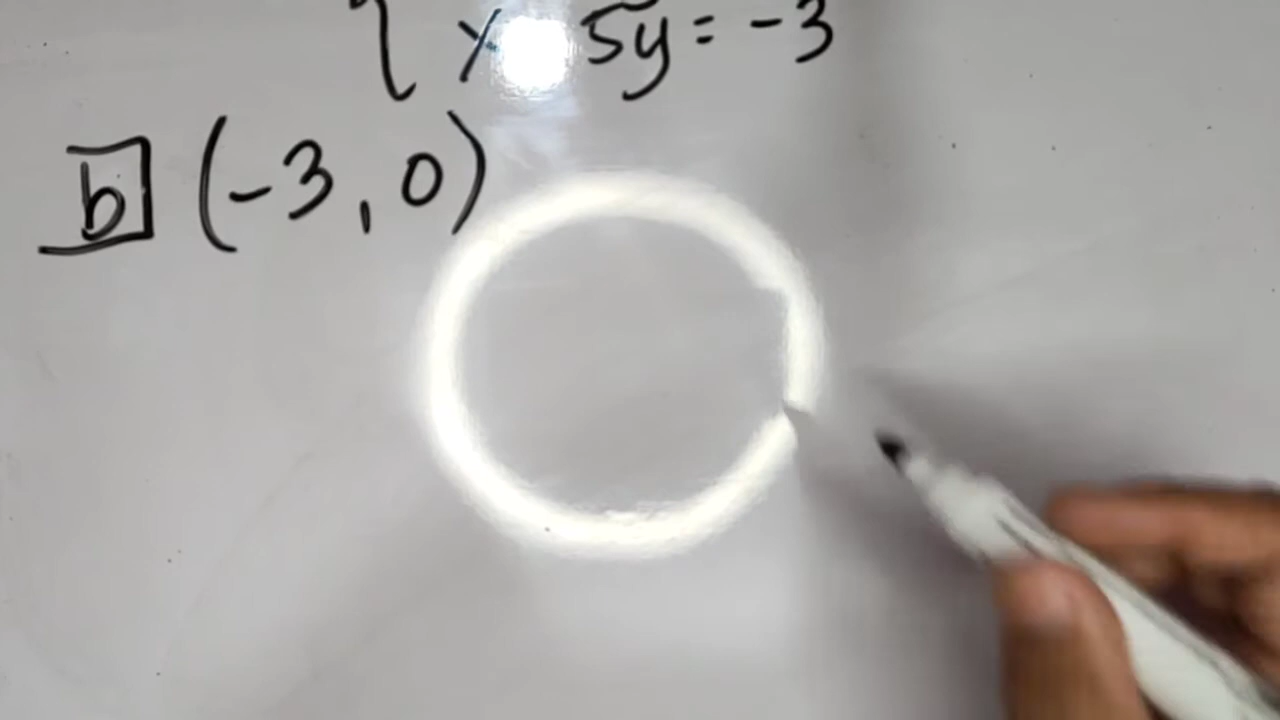 { x 5y = -3
b (-3, 0)